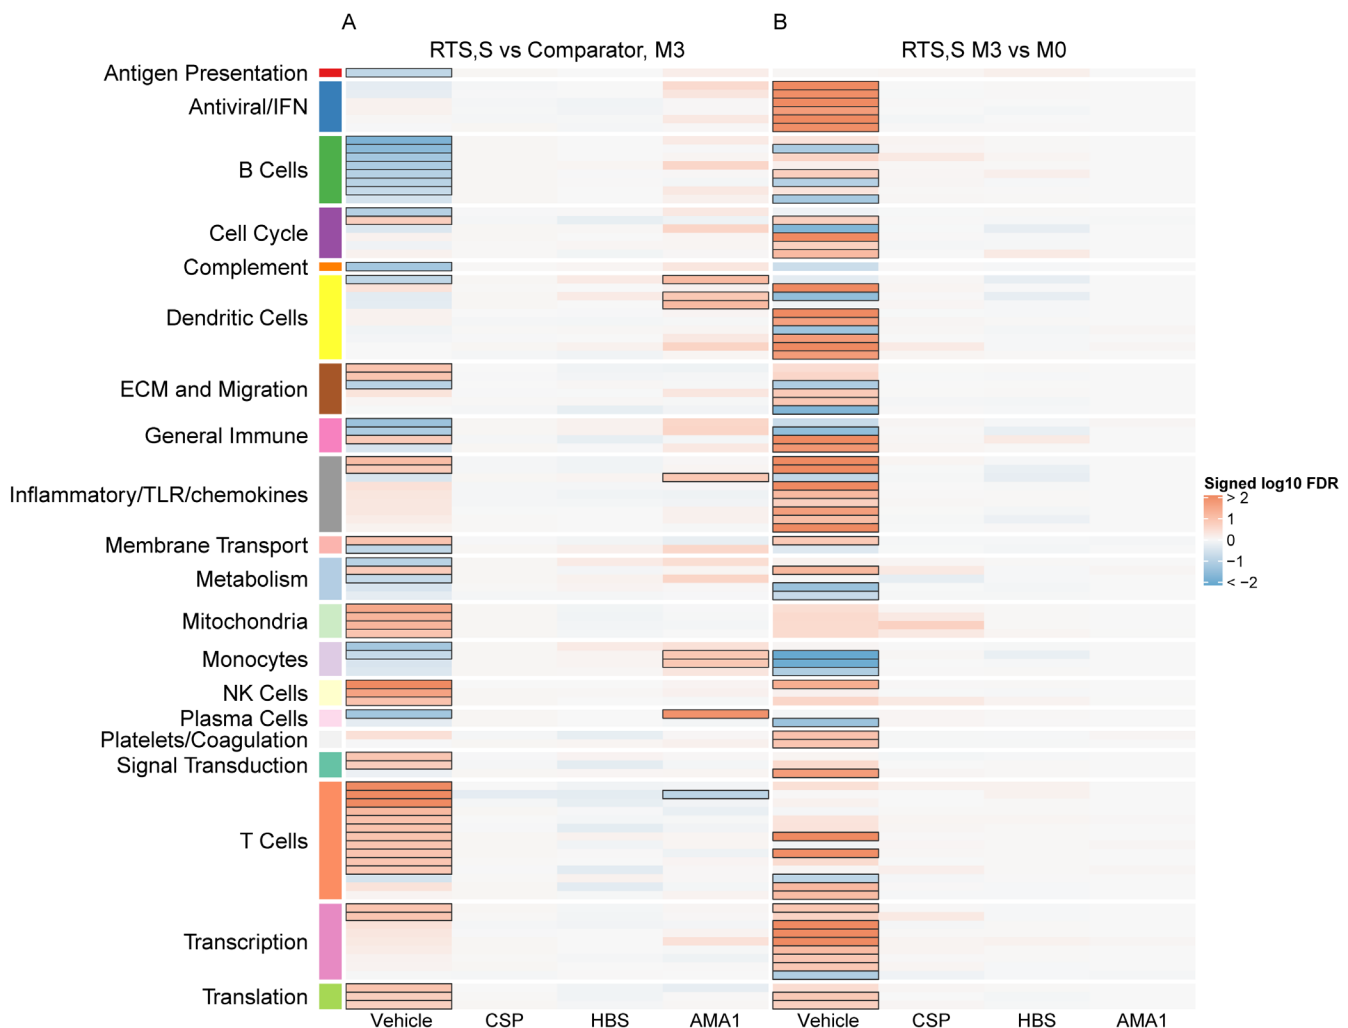 A
B
RTS,S vs Comparator, M3
RTS,S M3 vs M0
Antigen Presentation
Antiviral/IFN
B Cells
Cell Cycle
Complement
Dendritic Cells
ECM and Migration
General Immune
Inflammatory/TLR/chemokines
Membrane Transport
Metabolism
Mitochondria
Monocytes
NK Cells
Plasma Cells
Platelets/Coagulation
Signal Transduction
T Cells
Transcription
Translation
Signed log10 FDR
> 2
1
0
−1
< −2
Vehicle CSP HBS AMA1 Vehicle CSP HBS AMA1